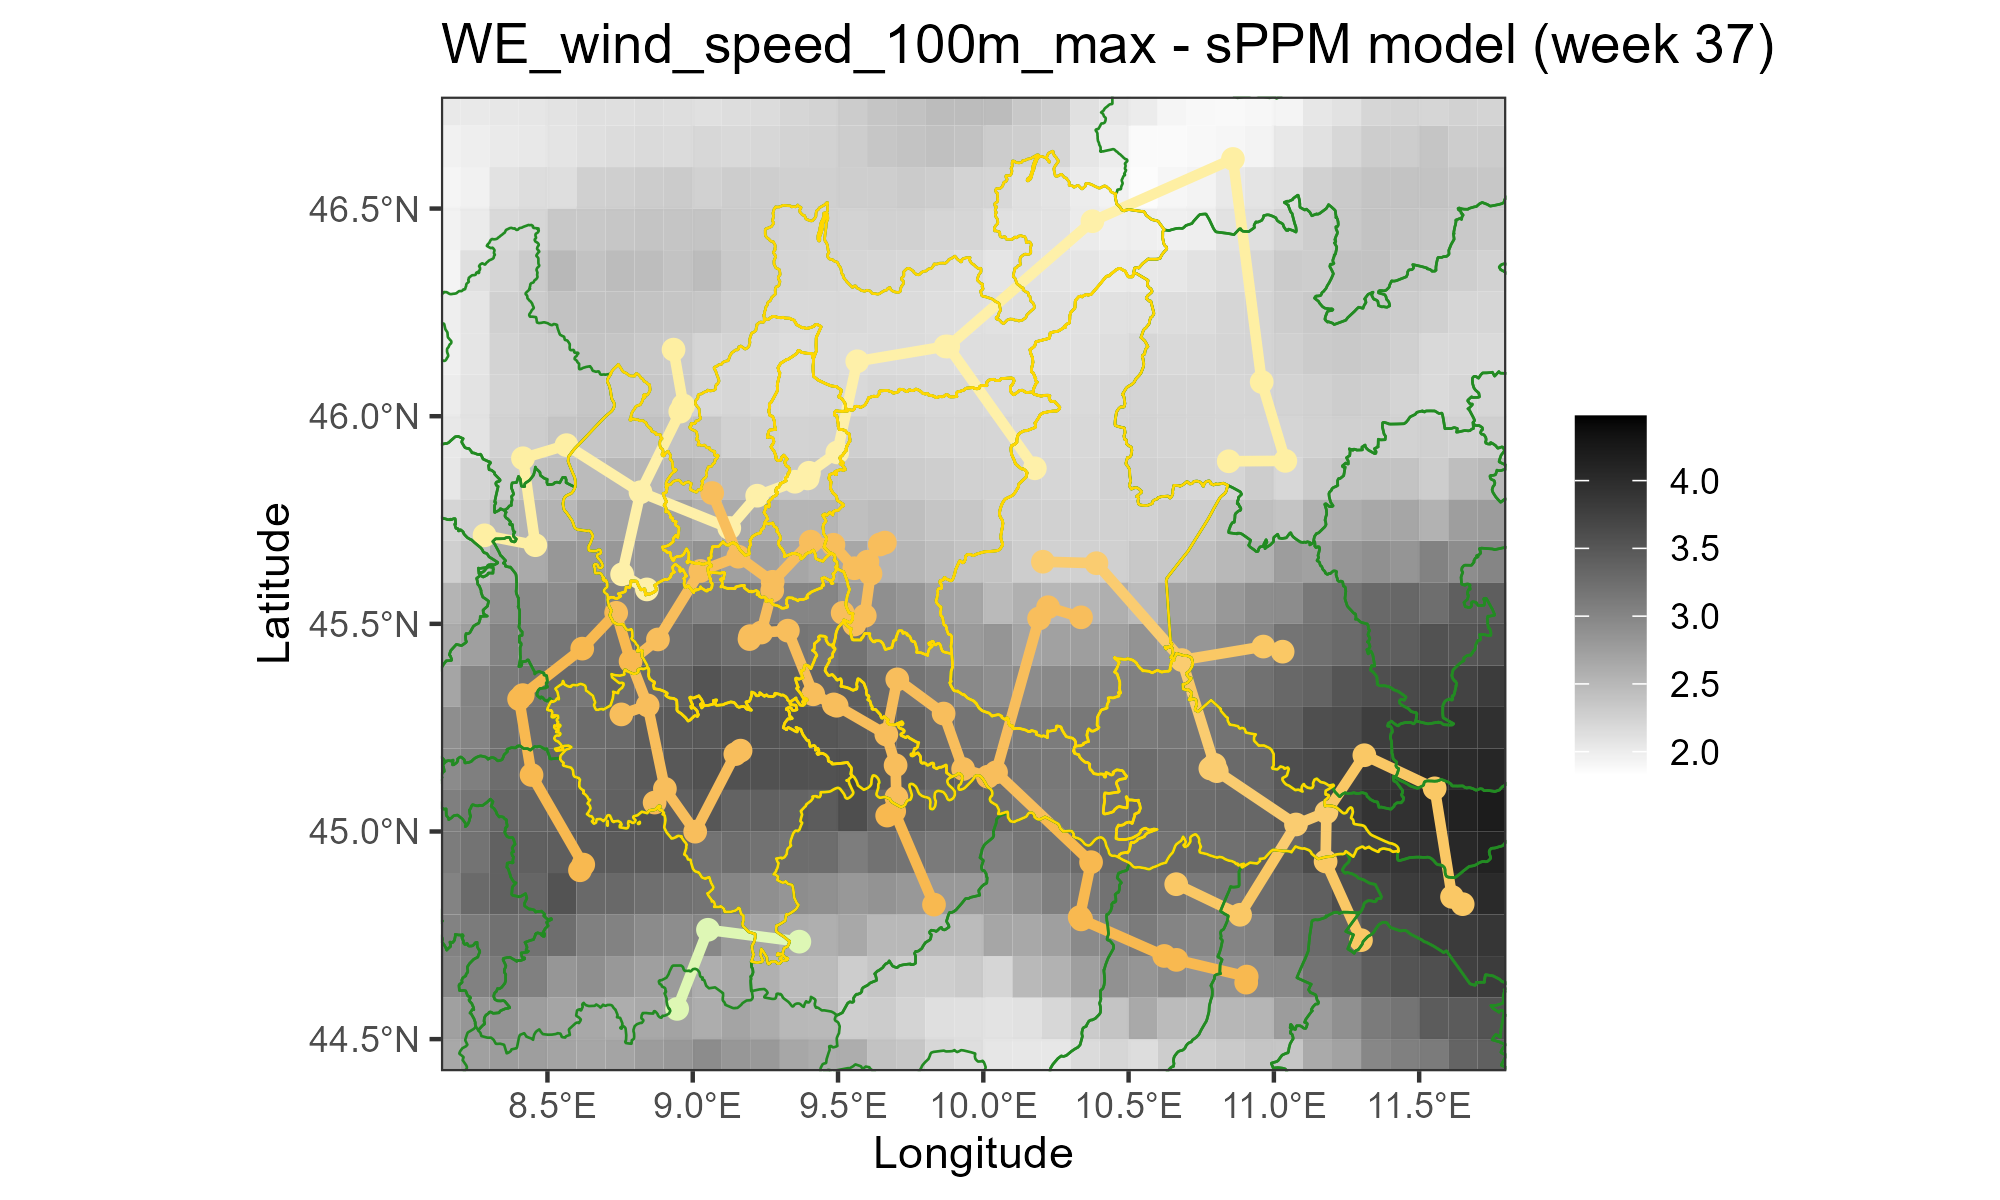 WE_wind_speed_100m_max - sPPM model (week 37)
Latitude
46.5°N
46.0°N
45.5°N
45.0°N
44.5°N
8.5°E
9.0°E
9.5°E
10.0°E
10.5°E
11.0°E
11.5°E
Longitude
4.0
3.5
3.0
2.5
2.0